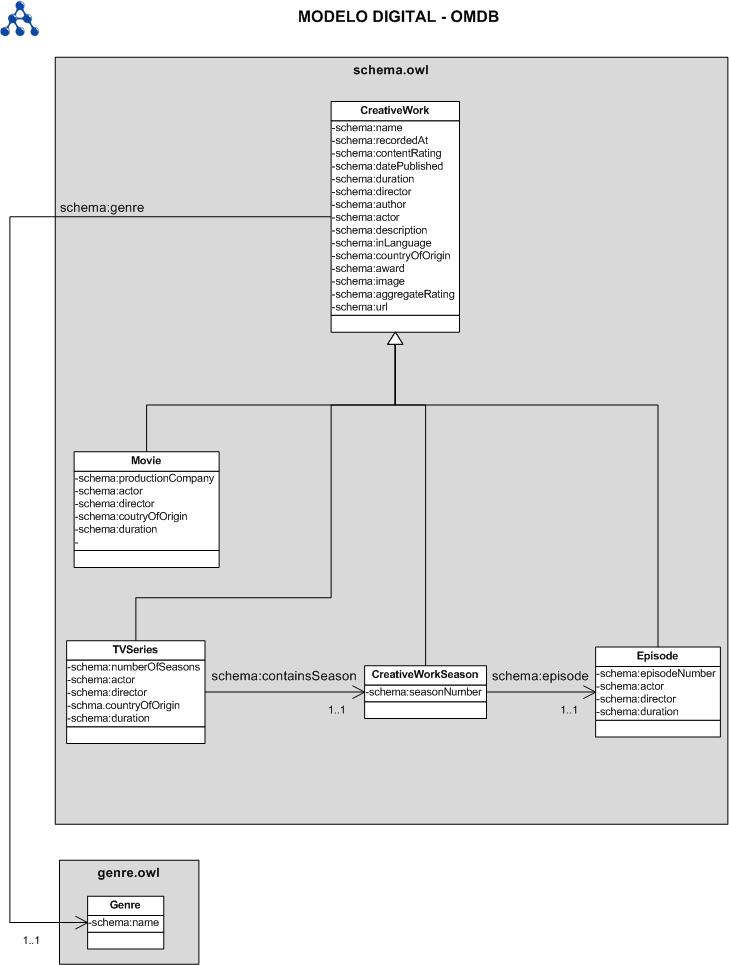 MODELO DIGITAL - OMDB
schema.owl
CreativeWork
-schema:name
-schema:recordedAt
-schema:contentRating
-schema:datePublished
-schema:duration
-schema:director
-schema:author
-schema:actor
-schema:description
-schema:inLanguage
-schema:countryOfOrigin
-schema:award
-schema:image
-schema:aggregateRating
-schema:url
schema:genre
Movie
-schema:productionCompany
-schema:actor
-schema:director
-schema:coutryOfOrigin
-schema:duration
-
TVSeries
-schema:numberOfSeasons
-schema:actor
-schema:director
-schma.countryOfOrigin
-schema:duration
schema:containsSeason
1..1
CreativeWorkSeason
-schema:seasonNumber
schema:episode
1..1
Episode
-schema:episodeNumber
-schema:actor
-schema:director
-schema:duration
genre.owl
Genre
-schema:name
1..1